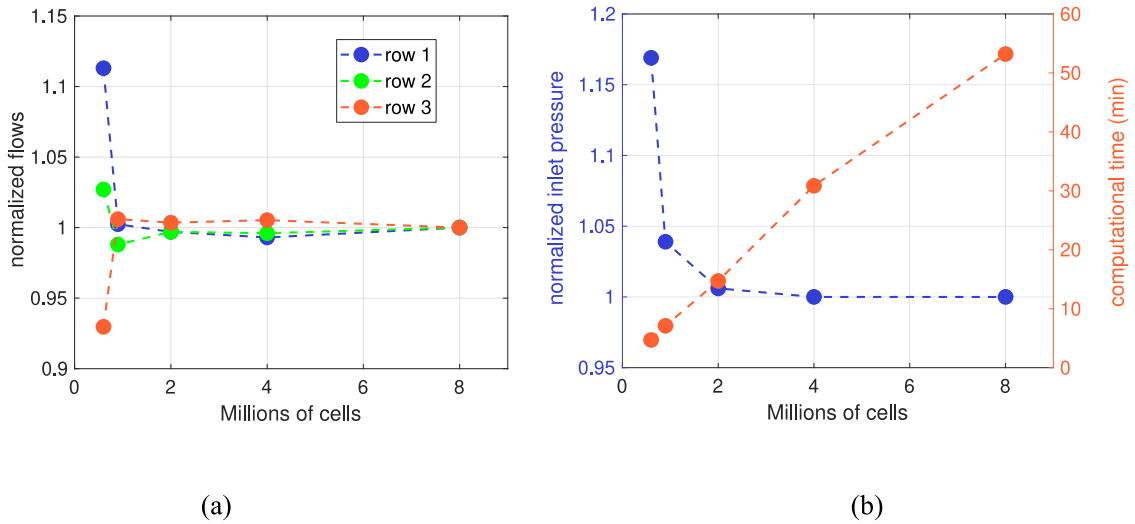 1.15
1.1
1.05
1
0.95
0.9
normalized flows
row 1
row 2
row 3
0
2
4
6
8
Millions of cells
(a)
1.2
1.15
1.1
1.05
1
0.95
normalized inlet pressure
60
50
40
30
20
10
0
computational time (min)
0
2
4
6
8
Millions of cells
(b)